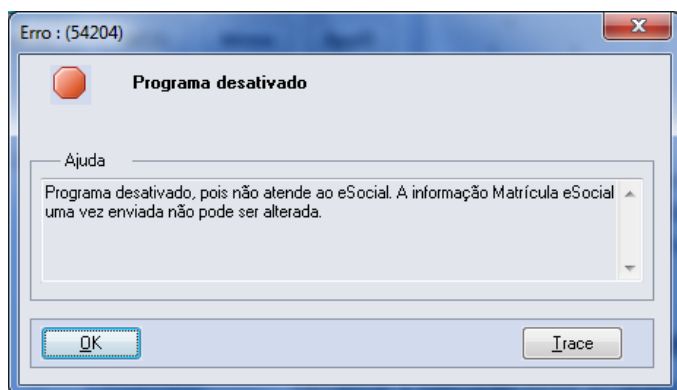 Erro : (54204)
Programa desativado
Ajuda
Programa desativado, pois não atende ao eSocial. A informação Matrícula eSocial
uma vez enviada não pode ser alterada.
OK
Trace